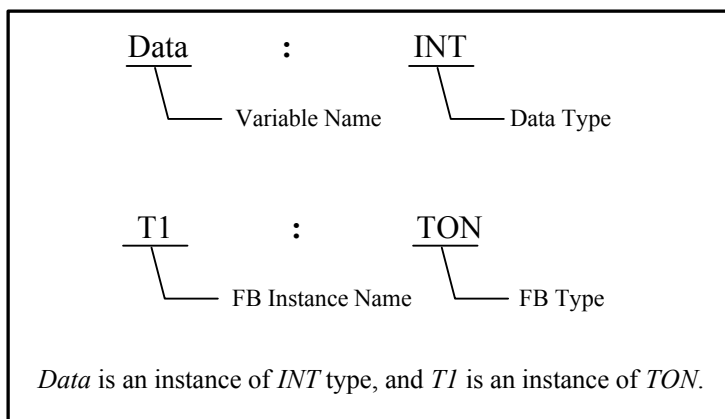 Data : INT
Variable Name Data Type
T1 : TON
FB Instance Name FB Type
Data is an instance of INT type, and T1 is an instance of TON.